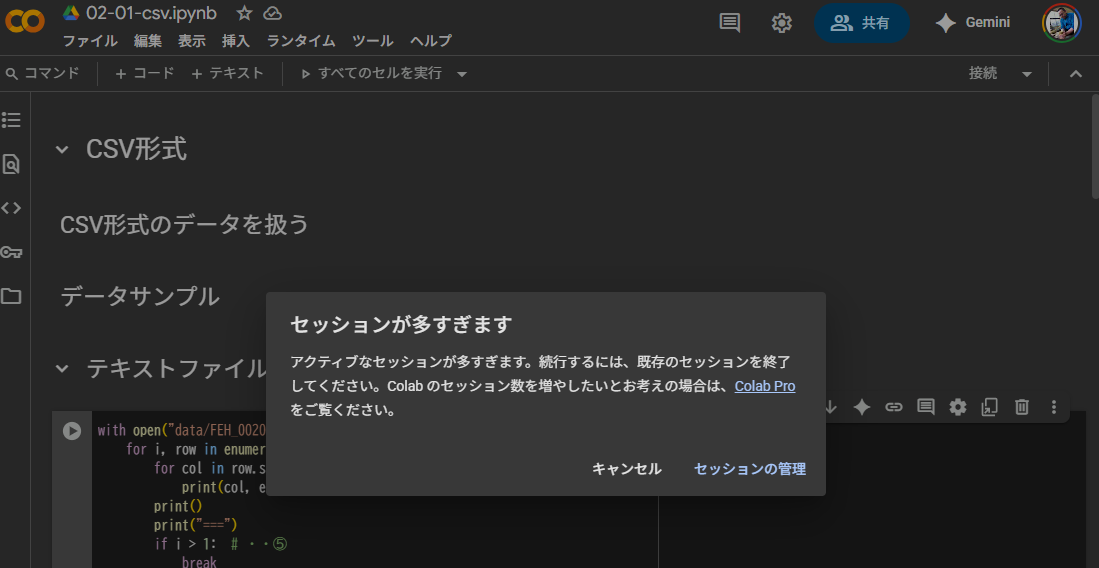 02-01-csv.ipynb
ファイル 編集 表示 挿入 ランタイム ツール ヘルプ
共有
Gemini
コマンド + コード + テキスト すべてのセルを実行
接続
CSV形式
CSV形式のデータを扱う
データサンプル
テキストファイル
セッションが多すぎます
アクティブなセッションが多すぎます。続行するには、既存のセッションを終了
してください。Colab のセッション数を増やしたいとお考えの場合は、Colab Pro
をご覧ください。
キャンセル セッションの管理
with open("data/FEH_0020
for i, row in enumer
for col in row.s
print(col, e
print()
print("===")
if i > 1: # ・・⑤
break